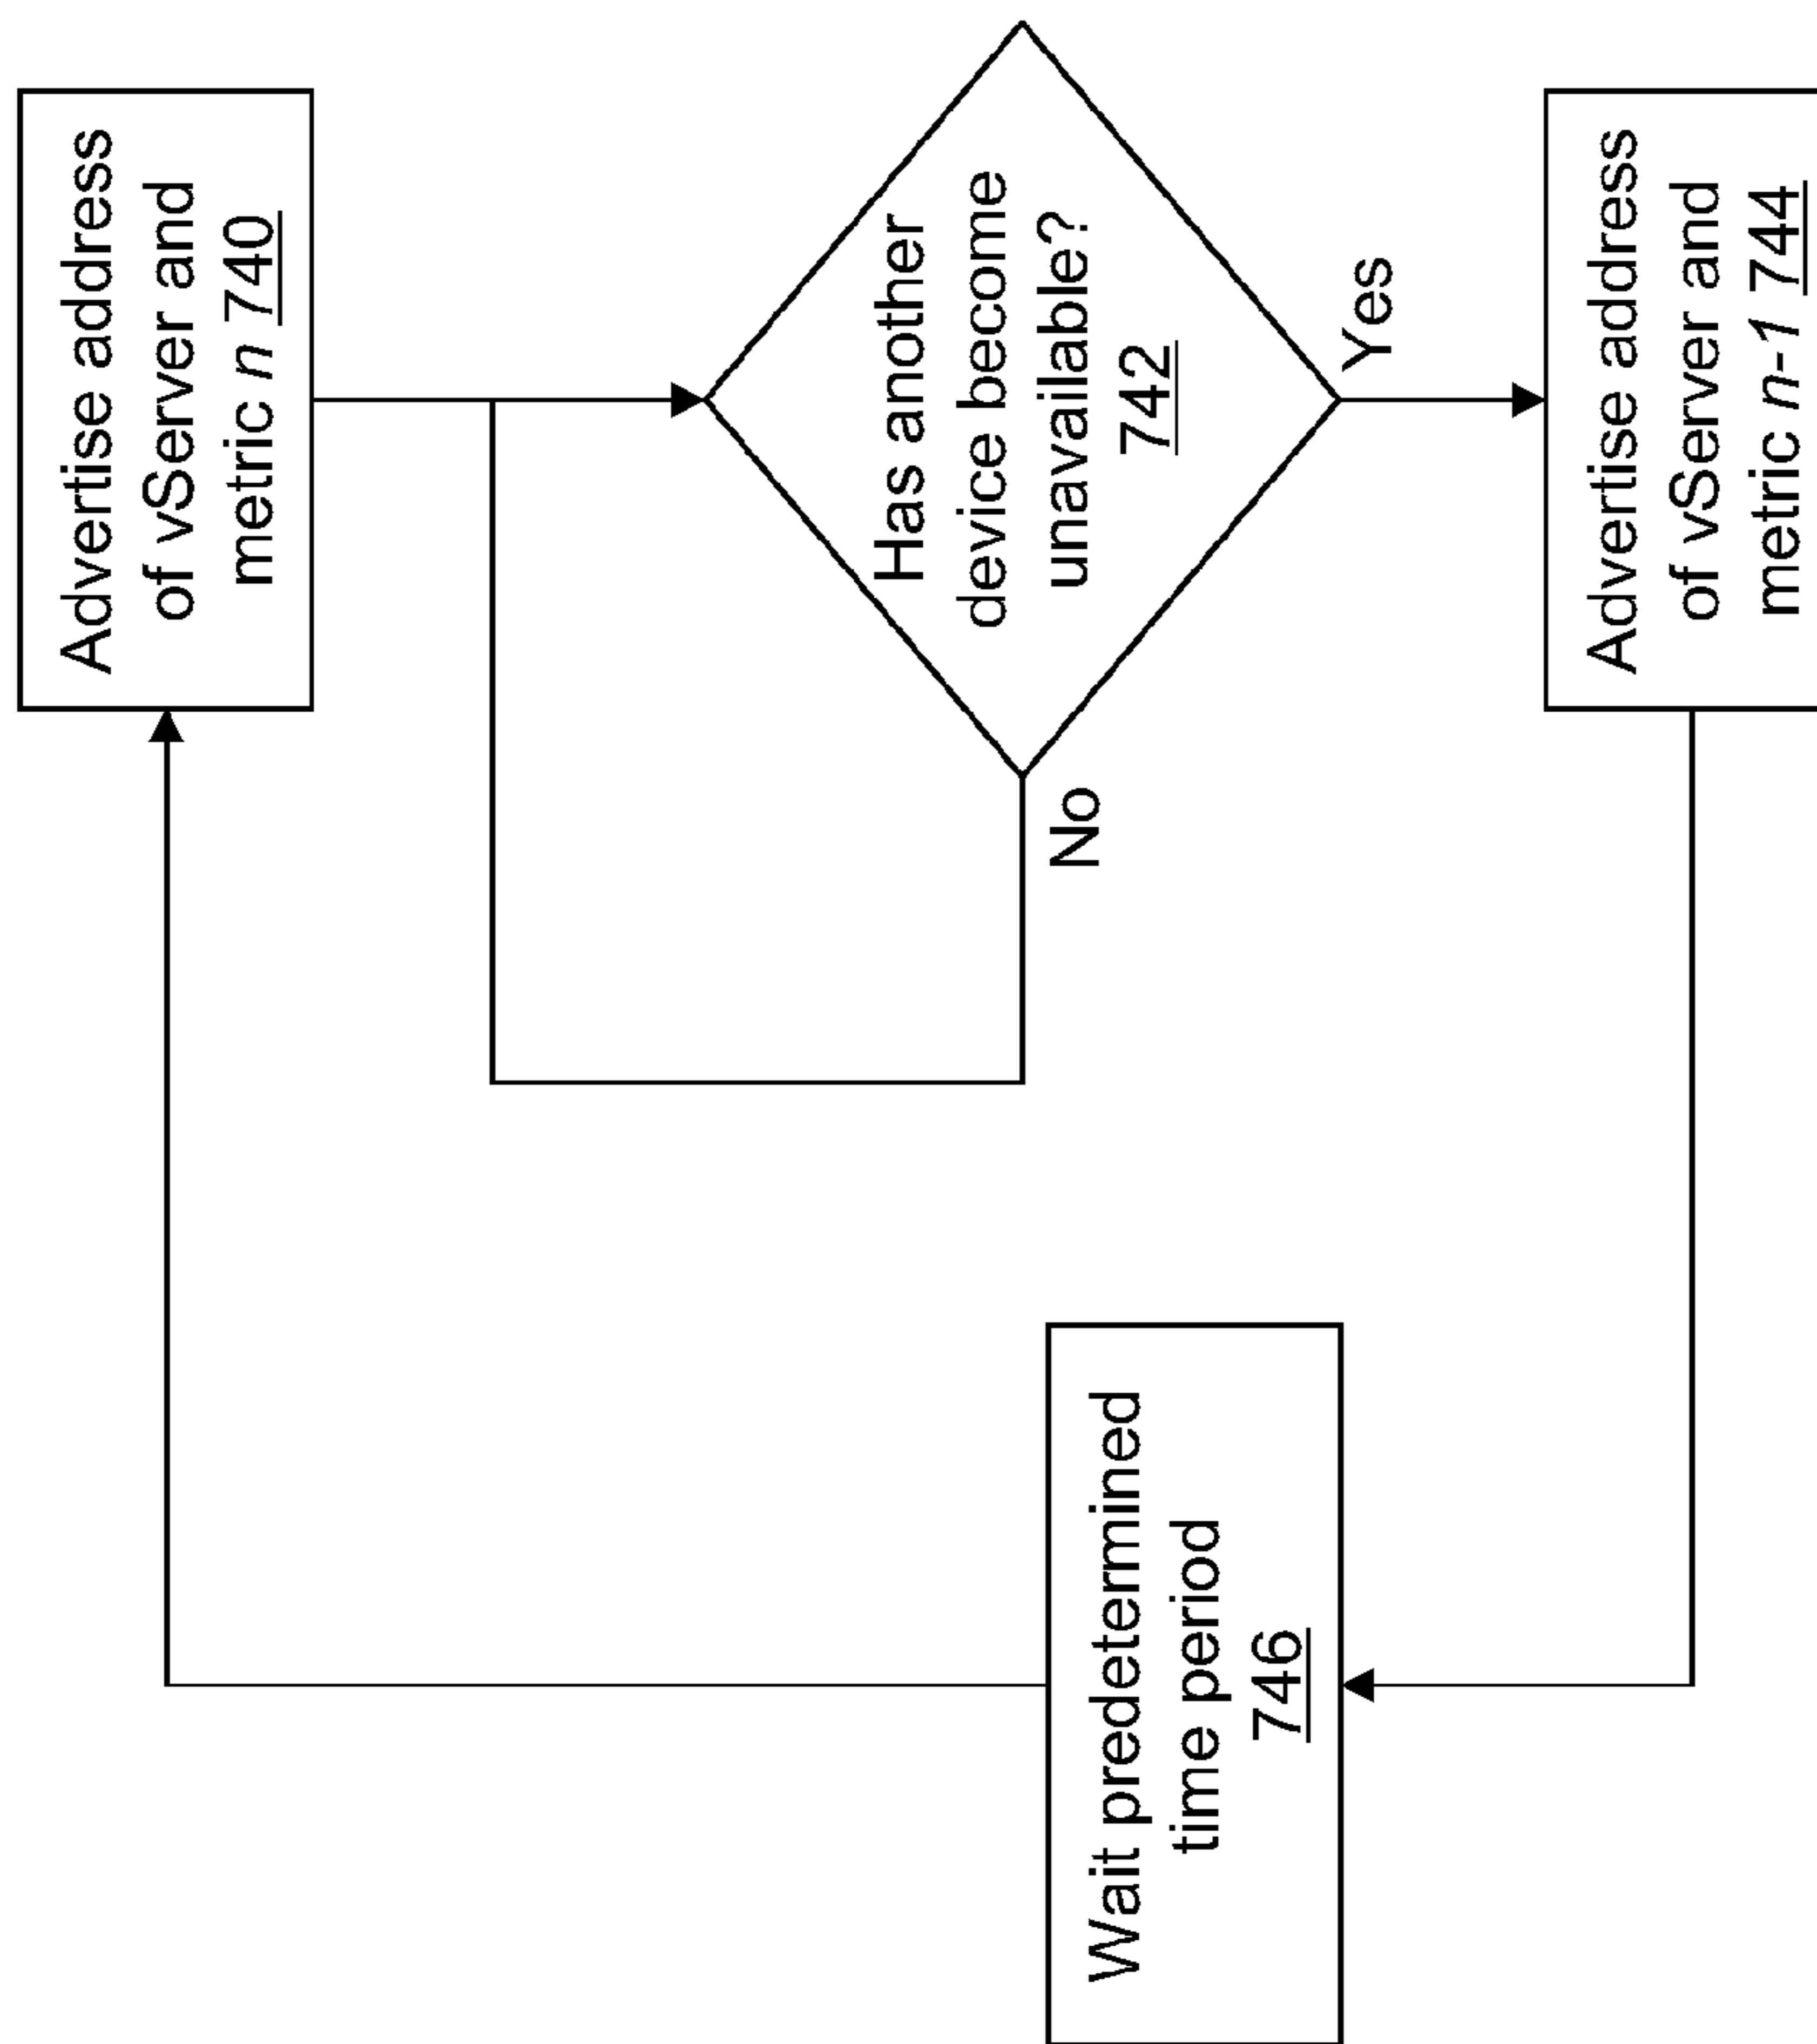 Advertise address
of vServer and
metric n 740
Has another
device become
unavailable?
742
No
Yes
Advertise address
of vServer and
metric n-1 744
Wait predetermined
time period
746